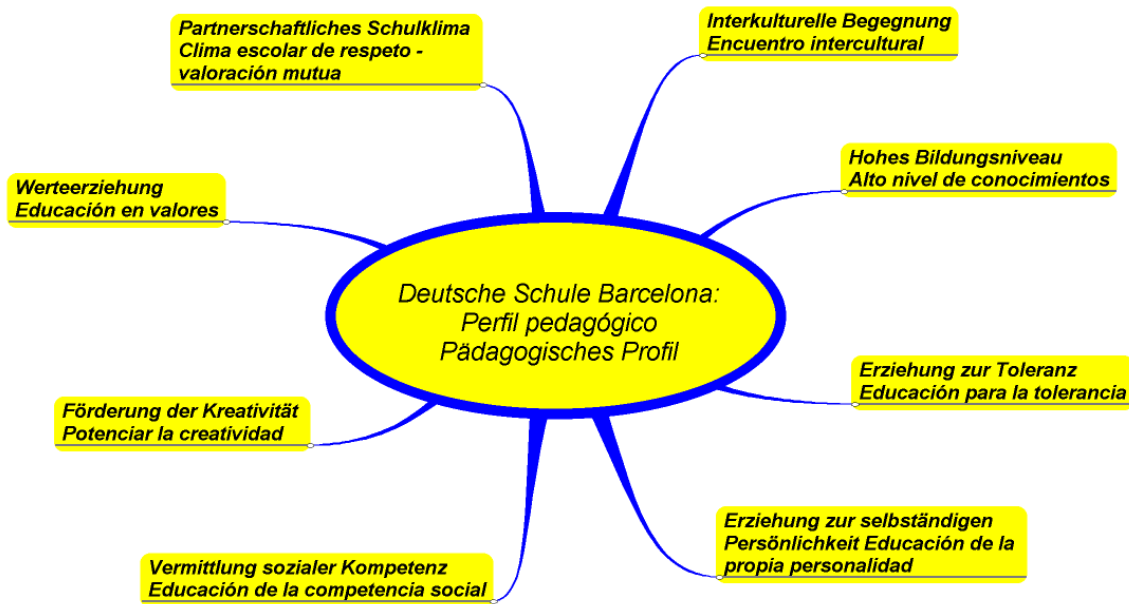 Partnerschaftliches Schulklima
Clima escolar de respeto -
valoración mutua
Interkulturelle Begegnung
Encuentro intercultural
Hohes Bildungsniveau
Alto nivel de conocimientos
Werteerziehung
Educación en valores
Deutsche Schule Barcelona:
Perfil pedagógico
Pädagogisches Profil
Erziehung zur Toleranz
Educación para la tolerancia
Förderung der Kreativität
Potenciar la creatividad
Erziehung zur selbständigen
Persönlichkeit Educación de la
propia personalidad
Vermittlung sozialer Kompetenz
Educación de la competencia social